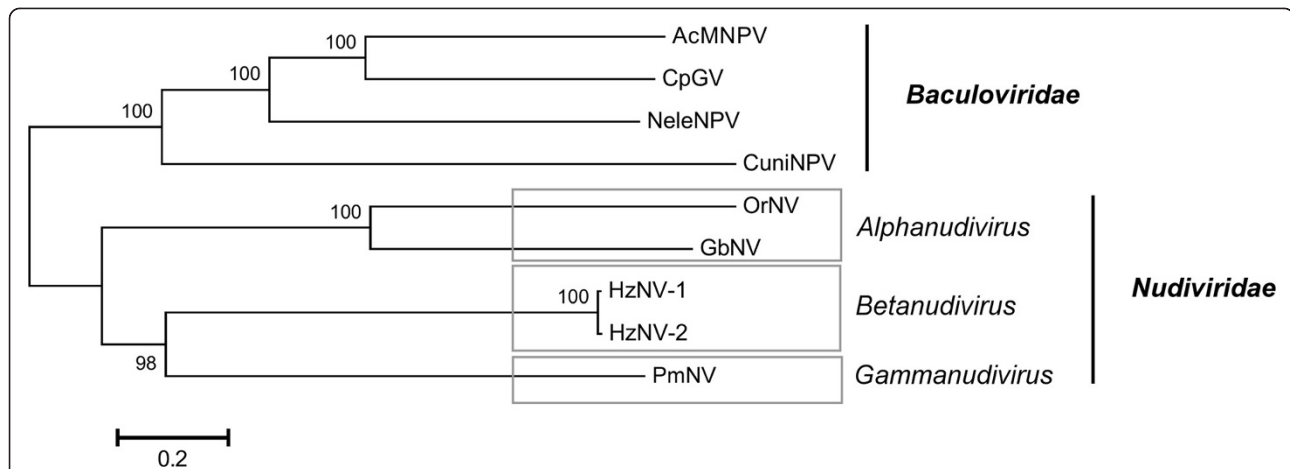 100
AcMNPV
100
CpGV
100
NeleNPV
CuniNPV
Baculoviridae
100
OrNV
GbNV
Alphanudivirus
100
HzNV-1
HzNV-2
Betanudivirus
Nudiviridae
98
PmNV
Gammanudivirus
0.2